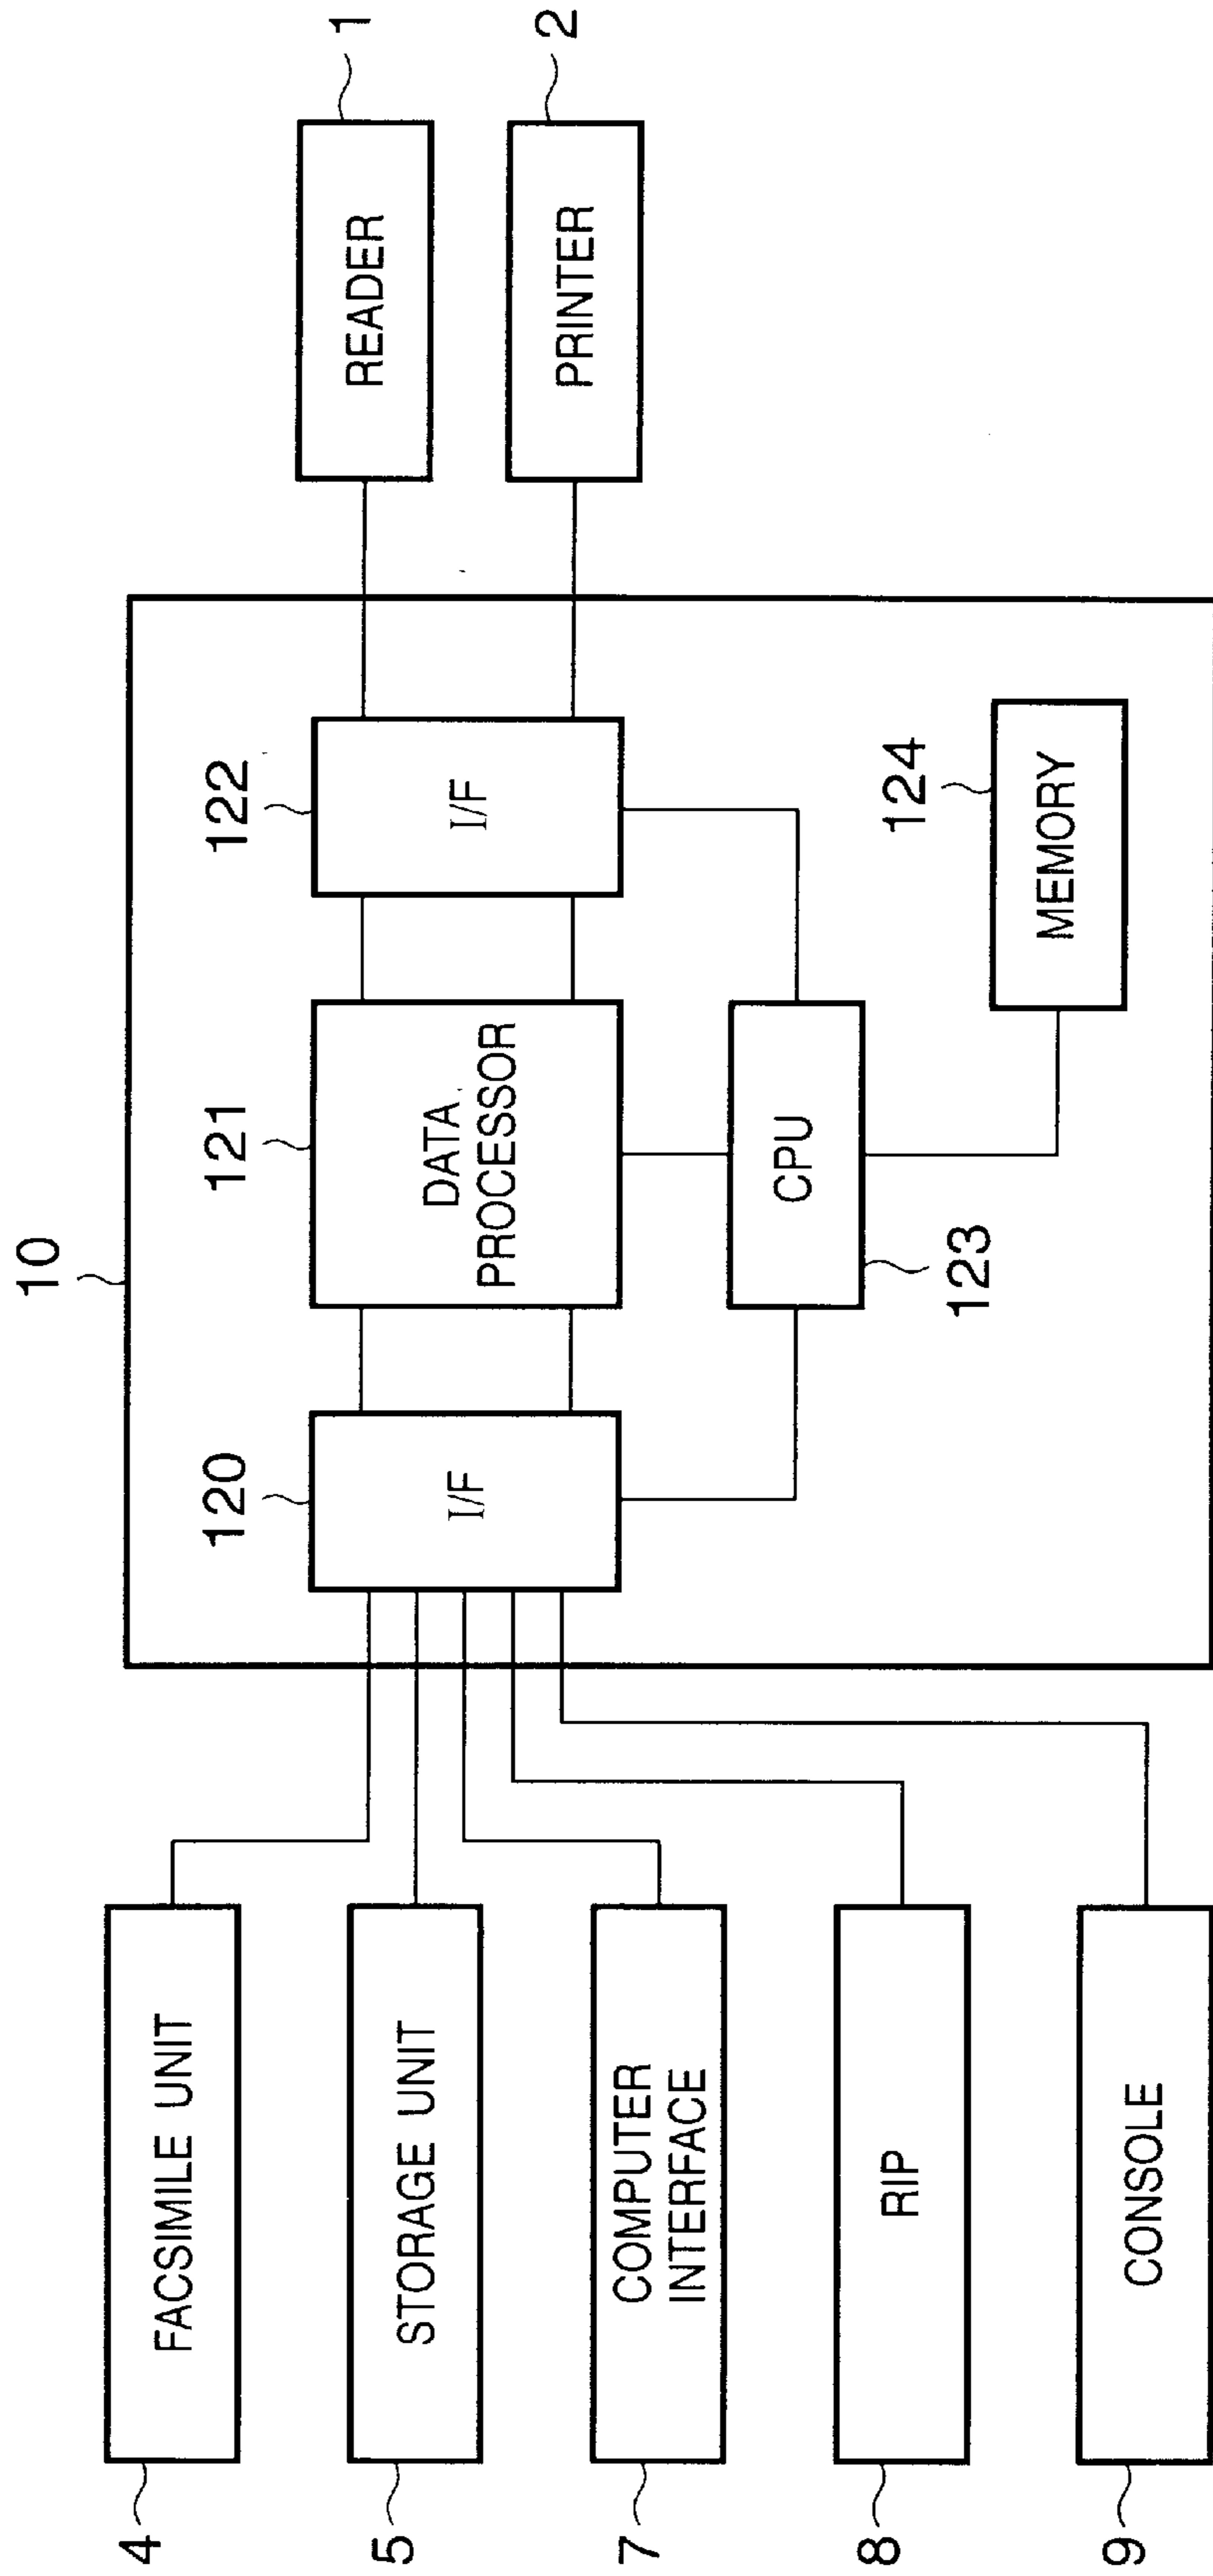 10
4
FACSIMILE UNIT
5
STORAGE UNIT
7
COMPUTER
INTERFACE
8
RIP
9
CONSOLE
120
I/F
121
DATA
PROCESSOR
122
I/F
123
CPU
124
MEMORY
READER
1
PRINTER
2